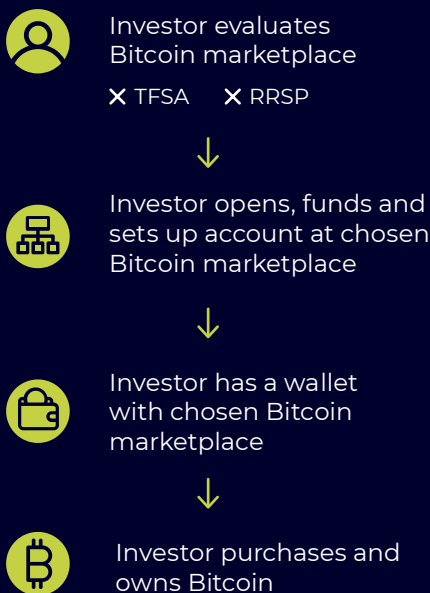 Investor evaluates
Bitcoin marketplace
TFSA RRSP
Investor opens, funds and
sets up account at chosen
Bitcoin marketplace
Investor has a wallet
with chosen Bitcoin
marketplace
Investor purchases and
owns Bitcoin